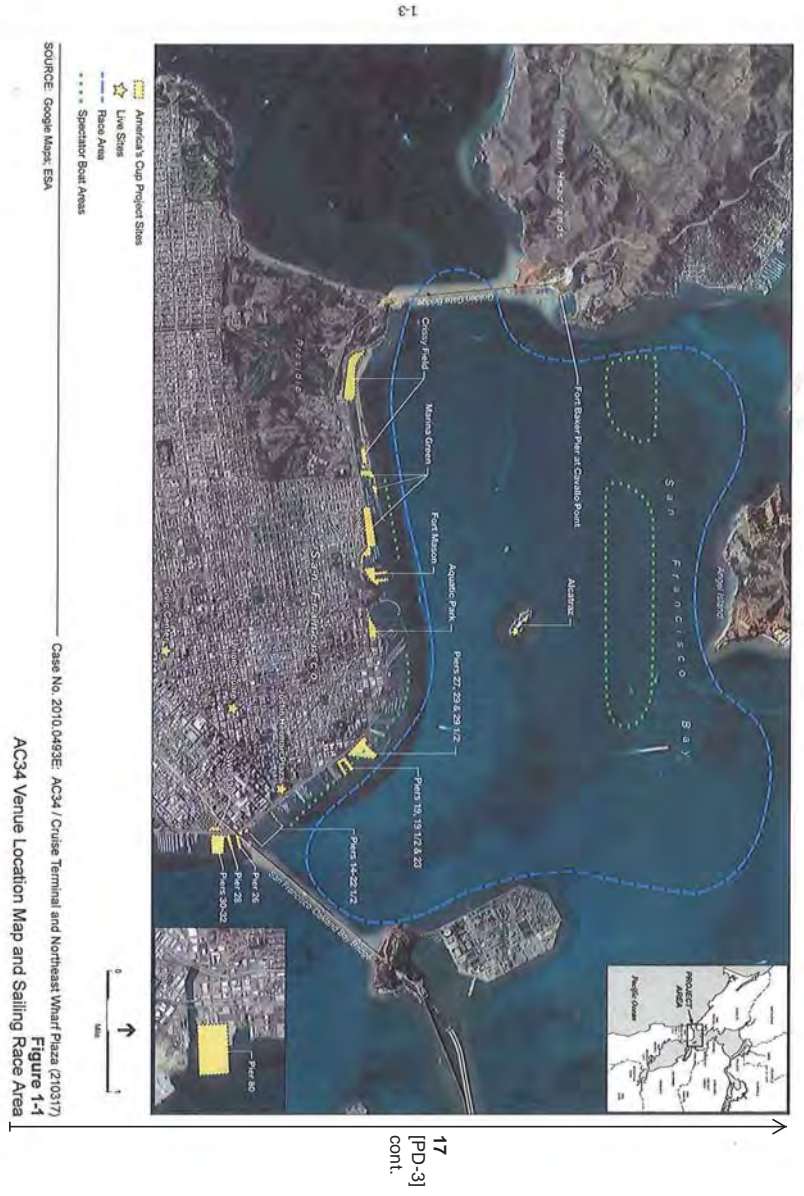 1-3
PROJECT
AREA
Pacific Ocean
Marin Headlands
Golden Gate Bridge
Fort Baker Pier at Cavallo Point
San Francisco Bay
Angel Island
Alcatraz
Crissy Field
Marina Green
Fort Mason
Aquatic Park
Piers 27, 29 & 29 1/2
Piers 19, 19 1/2 & 23
Piers 14-22 1/2
Pier 26
Pier 28
Piers 30-32
Presidio
San Francisco
Pier 80
America's Cup Project Sites
Live Sites
Race Area
Spectator Boat Areas
0
1
Mile
SOURCE: Google Maps; ESA
Case No. 2010.0493E: AC34 / Cruise Terminal and Northeast Wharf Plaza (210317)
Figure 1-1
AC34 Venue Location Map and Sailing Race Area
17
[PD-3]
cont.